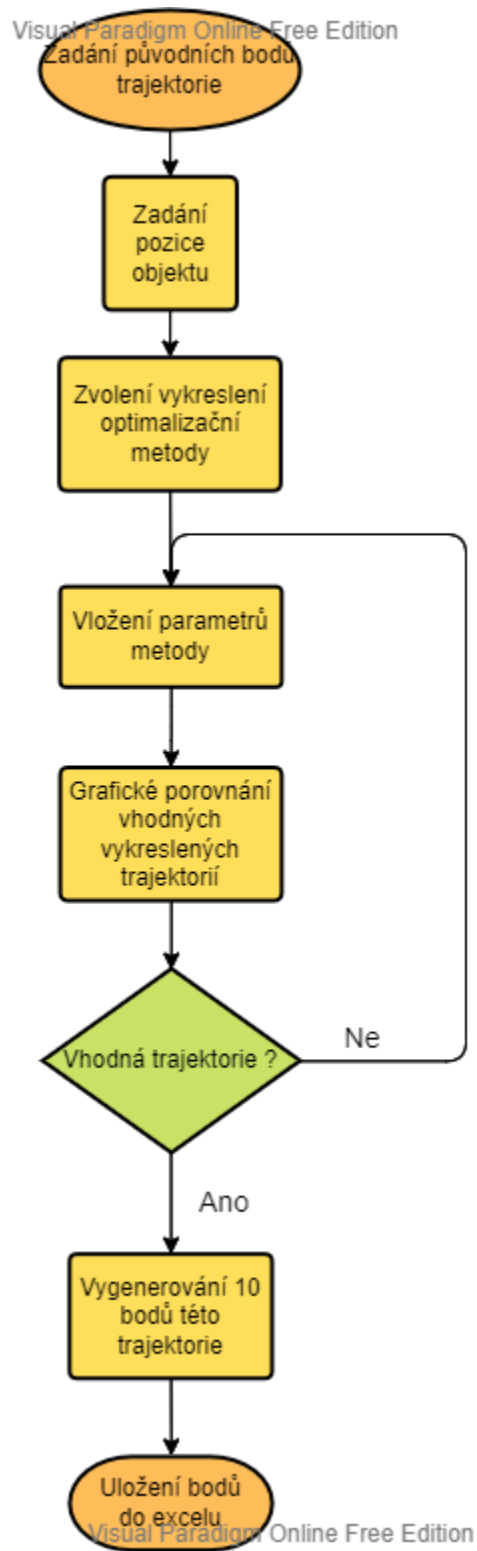 Visual Paradigm Online Free Edition
Zadání původních bodů
trajektorie
Zadání
pozice
objektu
Zvolení vykreslení
optimalizační
metody
Vložení parametrů
metody
Grafické porovnání
vhodných
vykreslených
trajektorií
Vhodná trajektorie ?
Ne
Ano
Vygenerování 10
bodů této
trajektorie
Uložení bodů
do excelu
Visual Paradigm Online Free Edition